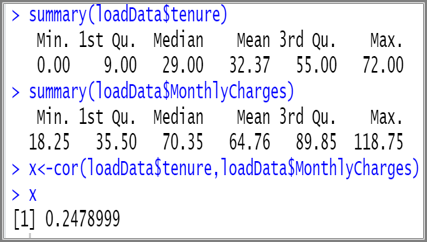 > summary(loadData$tenure)
Min. 1st Qu. Median Mean 3rd Qu. Max.
0.00 9.00 29.00 32.37 55.00 72.00
> summary(loadData$MonthlyCharges)
Min. 1st Qu. Median Mean 3rd Qu. Max.
18.25 35.50 70.35 64.76 89.85 118.75
> x<-cor(loadData$tenure,loadData$MonthlyCharges)
> x
[1] 0.2478999